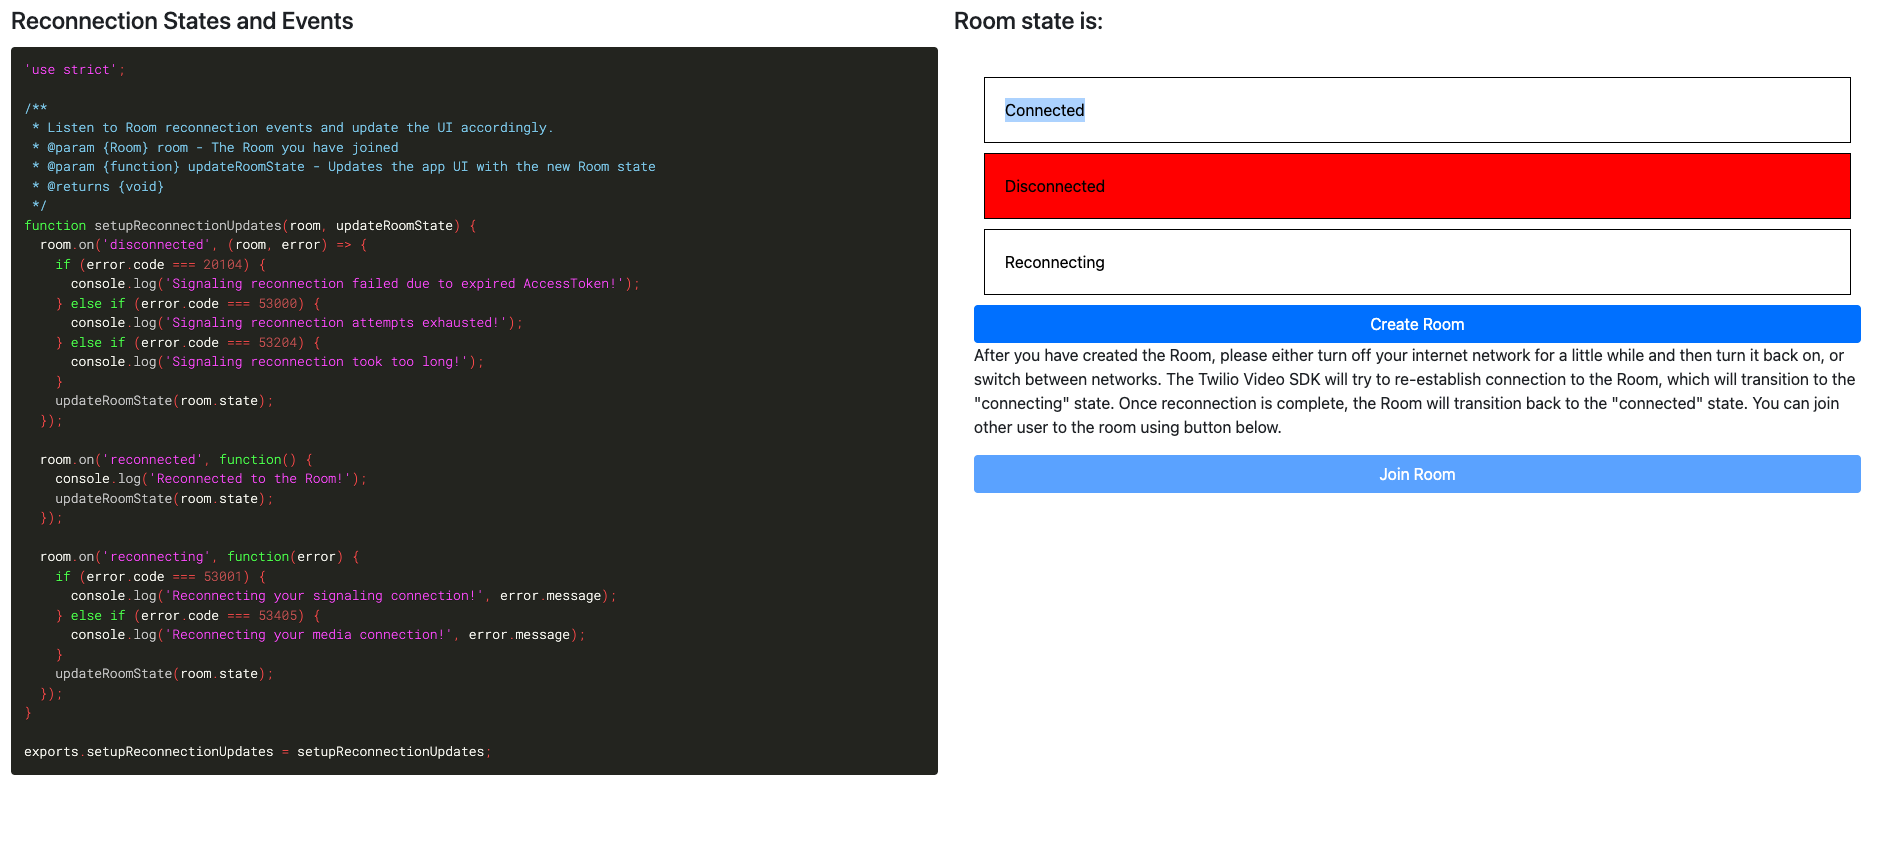 Reconnection States and Events
'use strict';
/**
 * Listen to Room reconnection events and update the UI accordingly.
 * @param {Room} room - The Room you have joined
 * @param {function} updateRoomState - Updates the app UI with the new Room state
 * @returns {void}
 */
function setupReconnectionUpdates(room, updateRoomState) {
  room.on('disconnected', (room, error) => {
    if (error.code === 20104) {
      console.log('Signaling reconnection failed due to expired AccessToken!');
    } else if (error.code === 53000) {
      console.log('Signaling reconnection attempts exhausted!');
    } else if (error.code === 53204) {
      console.log('Signaling reconnection took too long!');
    }
    updateRoomState(room.state);
  });
  room.on('reconnected', function() {
    console.log('Reconnected to the Room!');
    updateRoomState(room.state);
  });
  room.on('reconnecting', function(error) {
    if (error.code === 53001) {
      console.log('Reconnecting your signaling connection!', error.message);
    } else if (error.code === 53405) {
      console.log('Reconnecting your media connection!', error.message);
    }
    updateRoomState(room.state);
  });
}
exports.setupReconnectionUpdates = setupReconnectionUpdates;
Room state is:
Connected
Disconnected
Reconnecting
Create Room
After you have created the Room, please either turn off your internet network for a little while and then turn it back on, or
switch between networks. The Twilio Video SDK will try to re-establish connection to the Room, which will transition to the
"connecting" state. Once reconnection is complete, the Room will transition back to the "connected" state. You can join
other user to the room using button below.
Join Room